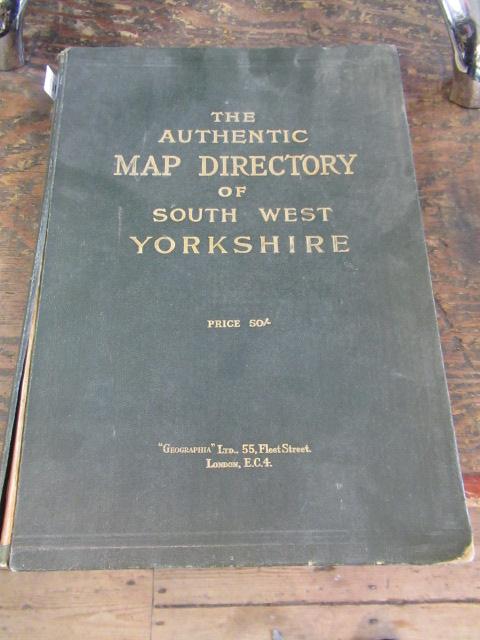 THE
AUTHENTIC
MAP DIRECTORY
OF
SOUTH WEST
YORKSHIRE
PRICE 50/-
"GEOGRAPHIA" LTD., 55, Fleet Street.
LONDON, E.C.4.